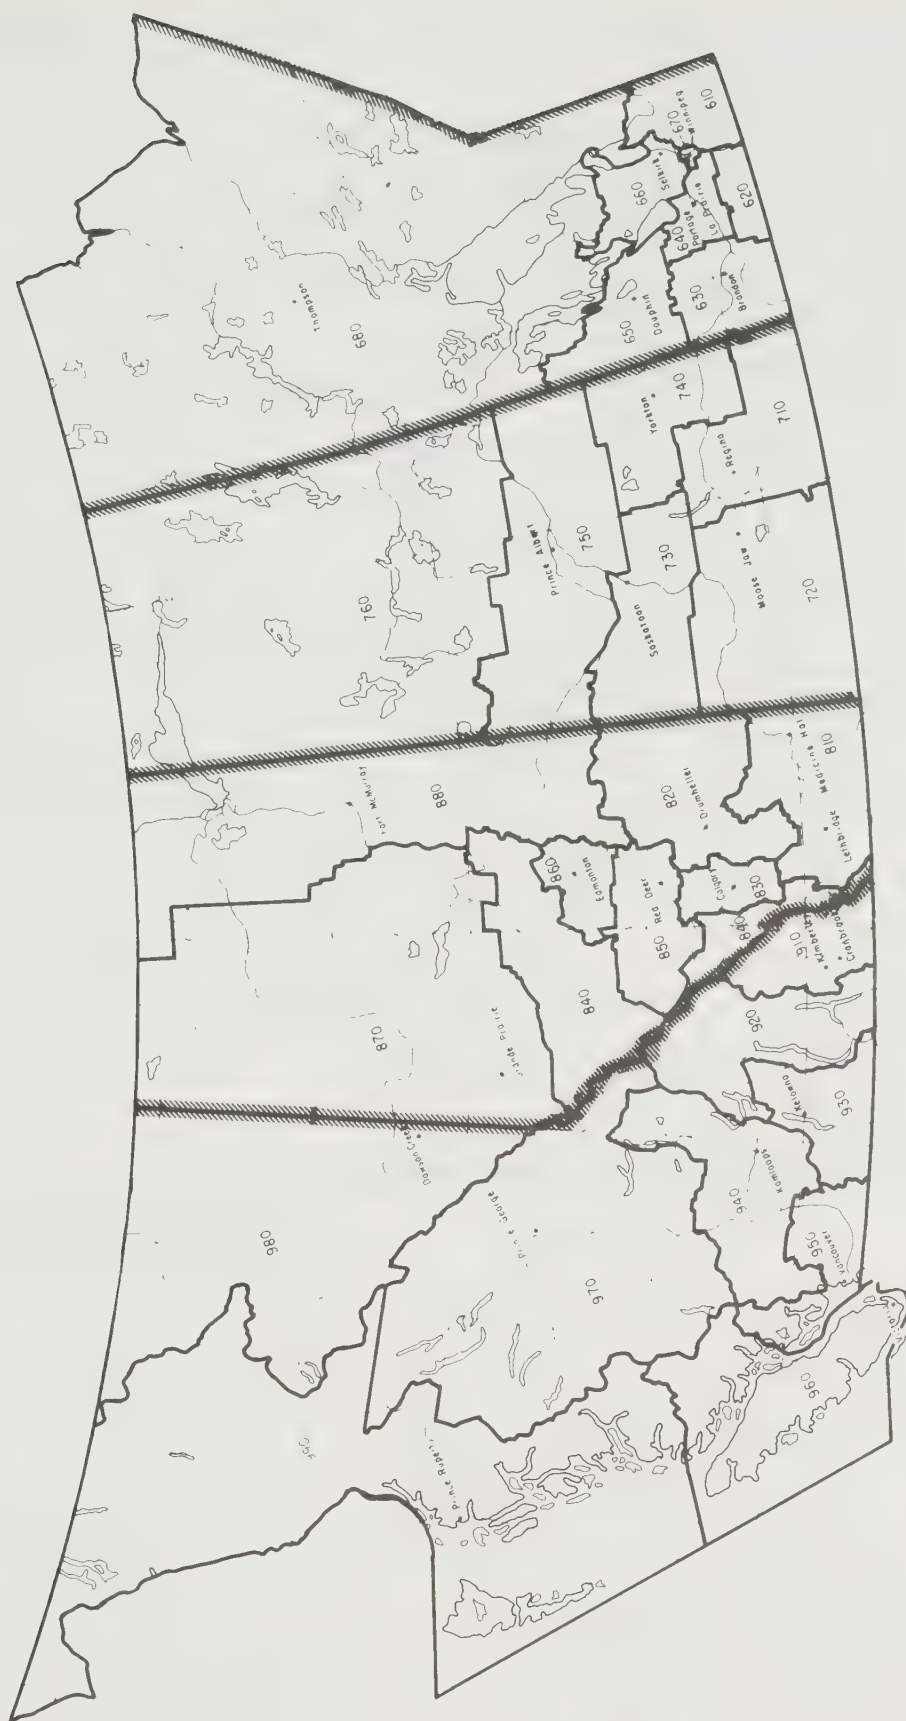 Thompson
680
650
Dauphin
660
Selkirk
670
Winnipeg
610
640
Portage
La Prairie
620
630
Brandon
760
Prince Albert
750
Yorkton
740
Regina
710
Saskatoon
730
Moose Jaw
720
Fort McMurray
880
820
Drumheller
Medicine Hat
810
Lethbridge
860
Edmonton
Red Deer
850
Calgary
830
840
870
Grande Prairie
840
910
Kimberley
Cranbrook
920
Kelowna
930
980
Dawson Creek
Prince George
970
940
Kamloops
950
Vancouver
990
Prince Rupert
960
Victoria